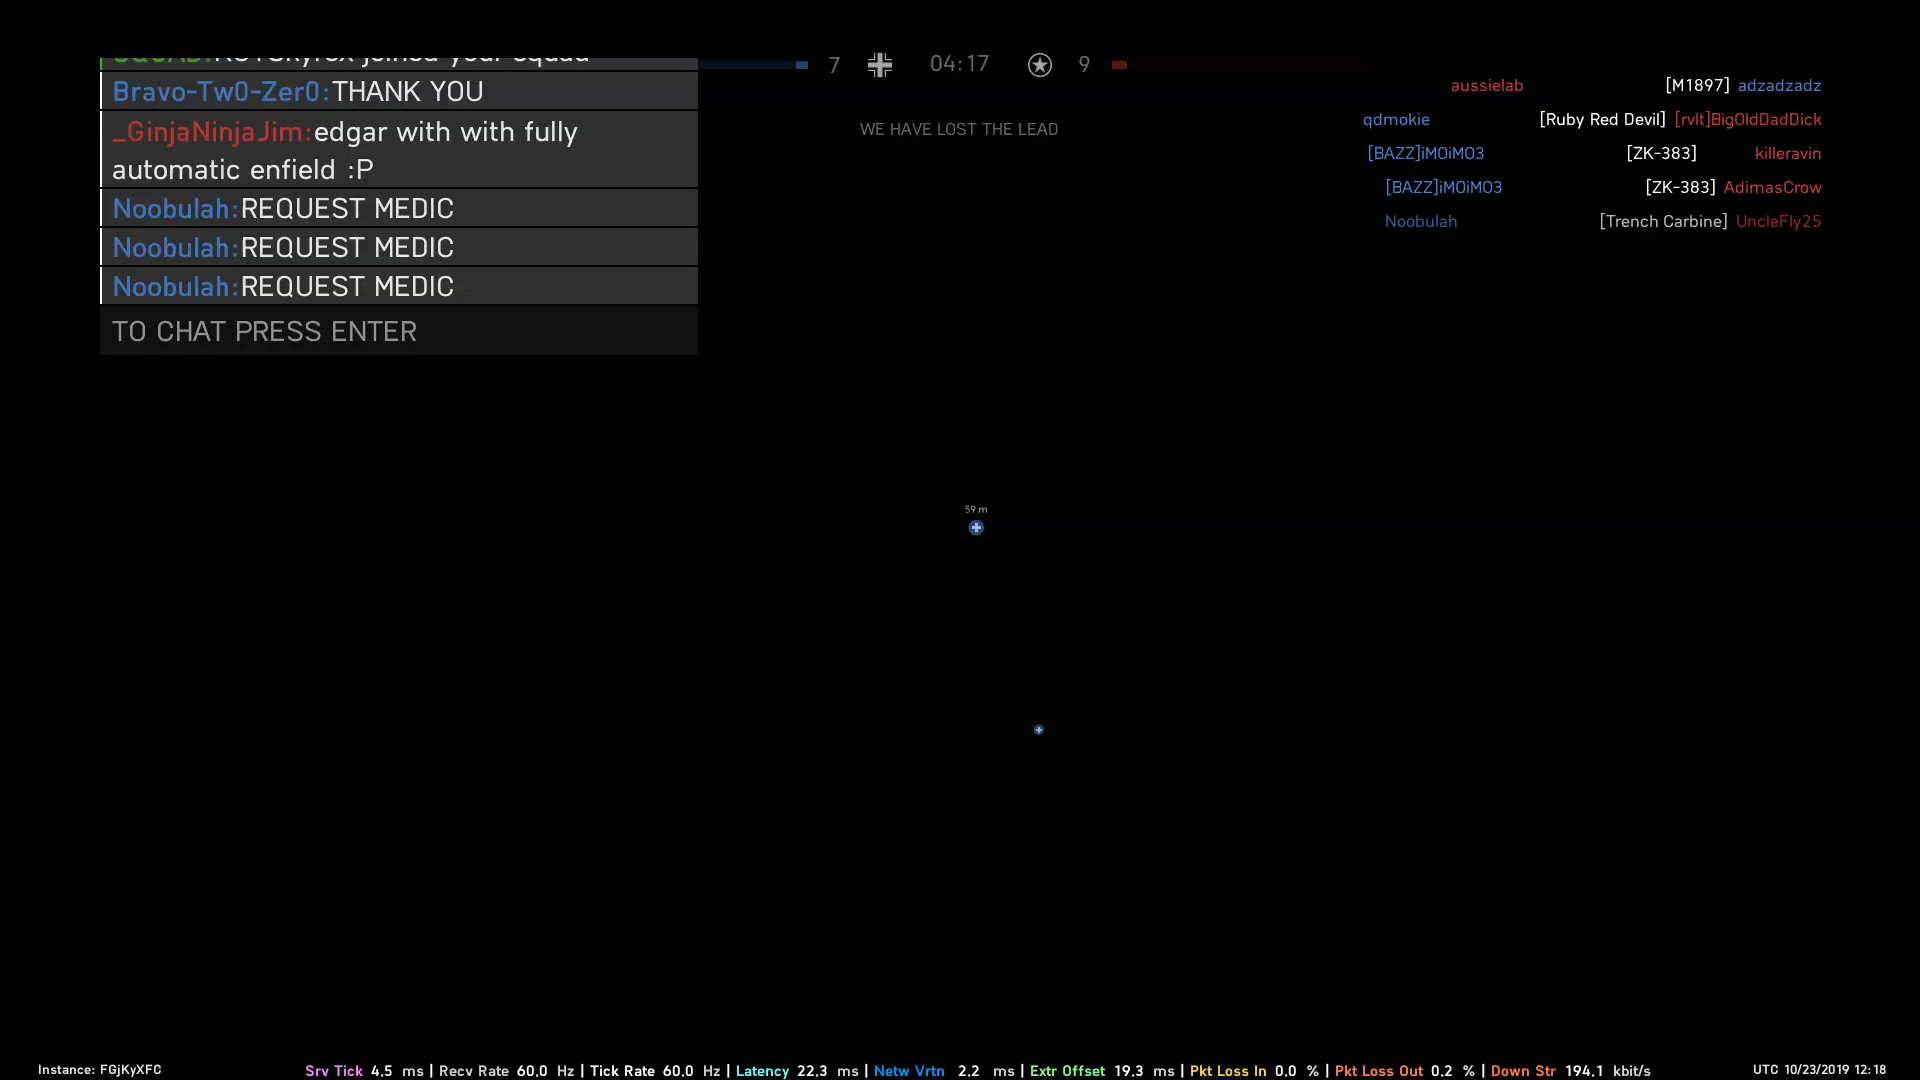 joined your squad
Bravo-Tw0-Zer0:THANK YOU
_GinjaNinjaJim:edgar with with fully
automatic enfield :P
Noobulah:REQUEST MEDIC
Noobulah:REQUEST MEDIC
Noobulah:REQUEST MEDIC
TO CHAT PRESS ENTER
7 04:17 9
WE HAVE LOST THE LEAD
aussielab [M1897] adzadzadz
qdmokie [Ruby Red Devil] [rvlt]BigOldDadDick
[BAZZ]iMOiMO3 [ZK-383] killeravin
[BAZZ]iMOiMO3 [ZK-383] AdimasCrow
Noobulah [Trench Carbine] UncleFly25
59 m
Instance: FGjKyXFC
Srv Tick 4.5 ms | Recv Rate 60.0 Hz | Tick Rate 60.0 Hz | Latency 22.3 ms | Netw Vrtn 2.2 ms | Extr Offset 19.3 ms | Pkt Loss In 0.0 % | Pkt Loss Out 0.2 % | Down Str 194.1 kbit/s
UTC 10/23/2019 12:18